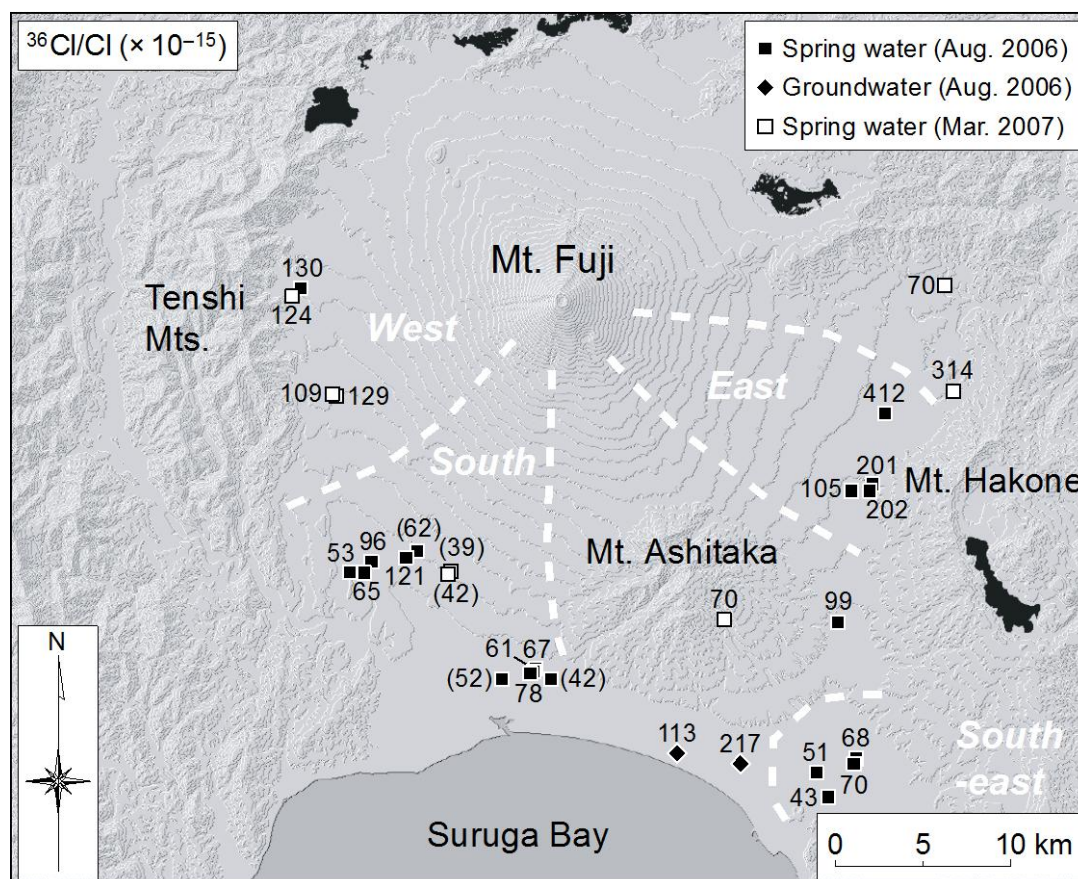 ³⁶Cl/Cl (× 10⁻¹⁵)
Spring water (Aug. 2006)
Groundwater (Aug. 2006)
Spring water (Mar. 2007)
Mt. Fuji
70
130
Tenshi
Mts.
124
West
314
East
412
109
129
South
201
Mt. Hakone
105
202
(62)
96
(39)
53
Mt. Ashitaka
65
121
(42)
70
99
N
61
67
(52)
(42)
78
113
217
68
South
-east
51
70
43
Suruga Bay
0
5
10 km